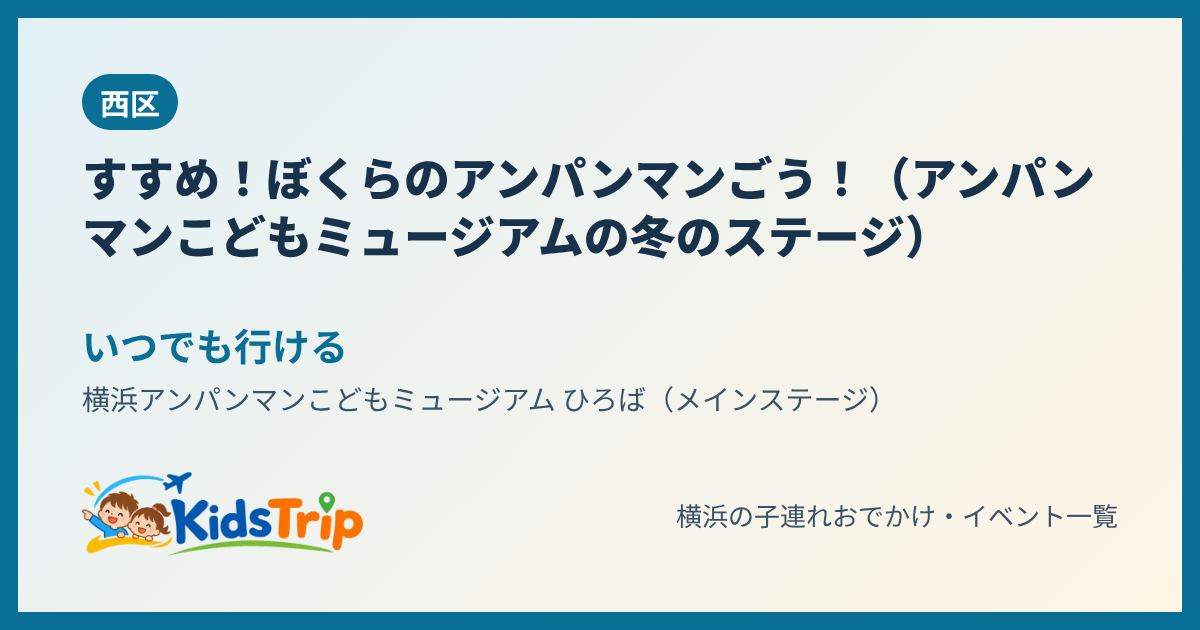 西区
すすめ！ぼくらのアンパンマンごう！（アンパン
マンこどもミュージアムの冬のステージ）
いつでも行ける
横浜アンパンマンこどもミュージアム ひろば（メインステージ）
KidsTrip
横浜の子連れおでかけ・イベント一覧